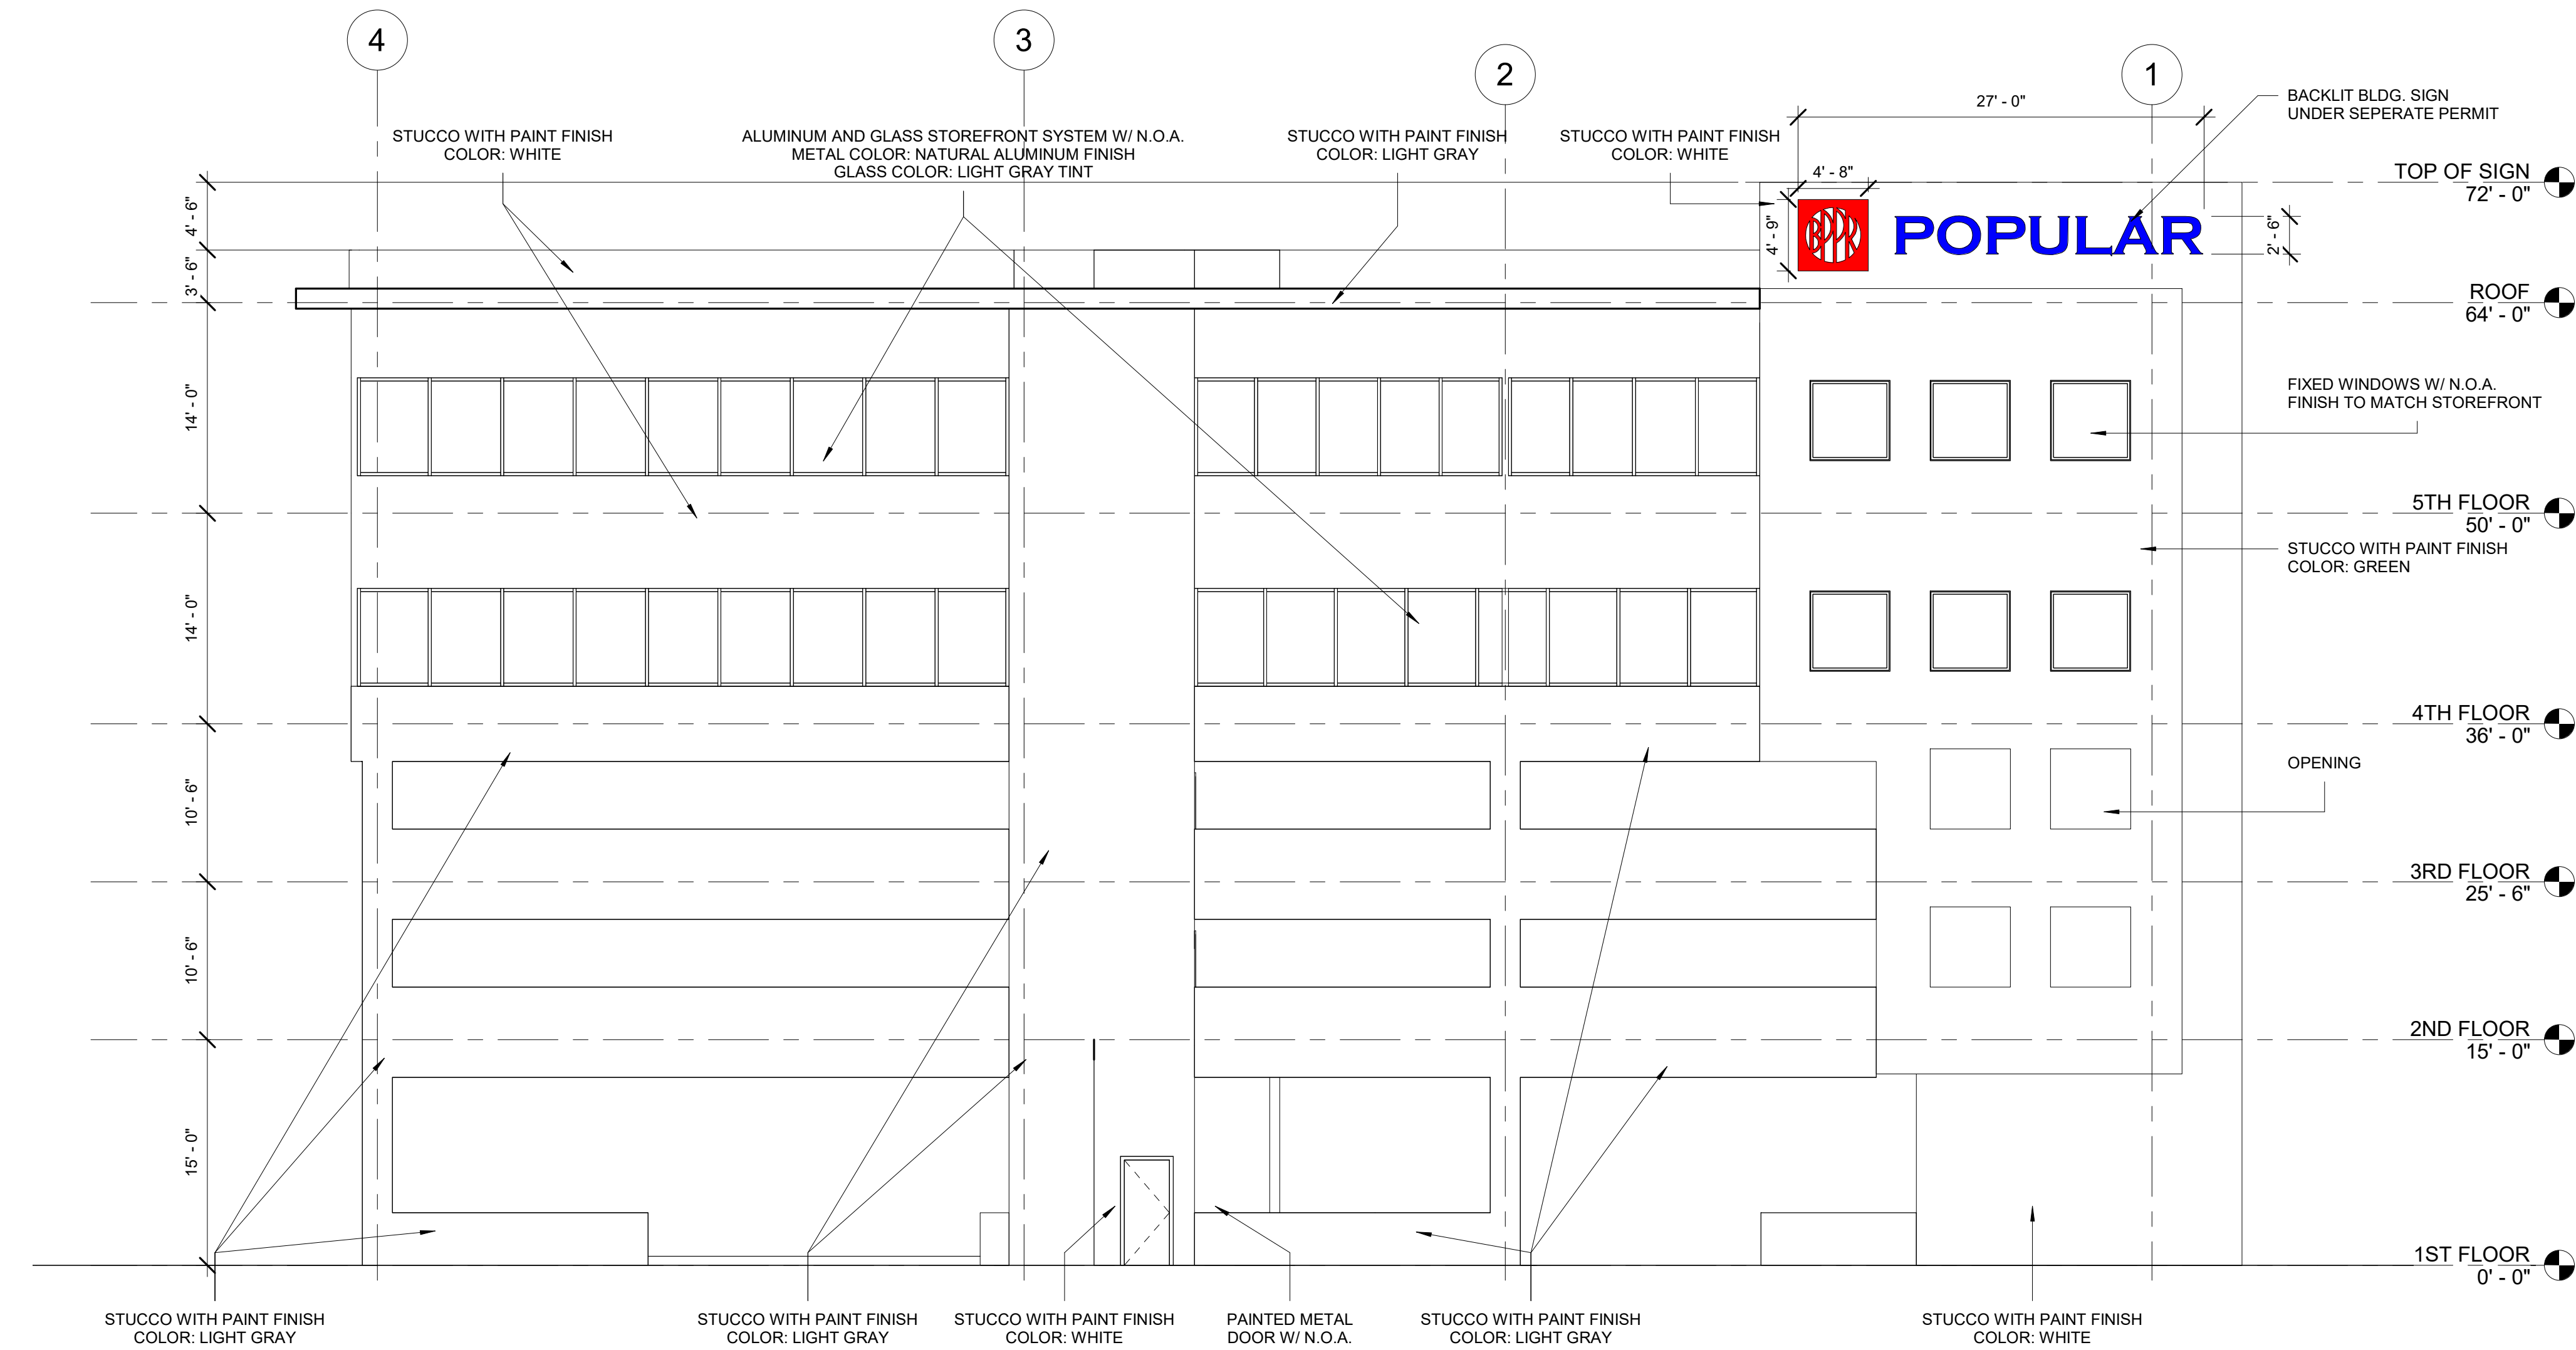 4
3
2
1
27' - 0"
BACKLIT BLDG. SIGN
UNDER SEPERATE PERMIT
STUCCO WITH PAINT FINISH
COLOR: WHITE
ALUMINUM AND GLASS STOREFRONT SYSTEM W/ N.O.A.
METAL COLOR: NATURAL ALUMINUM FINISH
GLASS COLOR: LIGHT GRAY TINT
STUCCO WITH PAINT FINISH
COLOR: LIGHT GRAY
STUCCO WITH PAINT FINISH
COLOR: WHITE
4' - 8"
TOP OF SIGN
72' - 0"
4' - 6"
4' - 9"
BPPR
POPULAR
2' - 6"
3' - 6"
ROOF
64' - 0"
14' - 0"
FIXED WINDOWS W/ N.O.A.
FINISH TO MATCH STOREFRONT
5TH FLOOR
50' - 0"
STUCCO WITH PAINT FINISH
COLOR: GREEN
14' - 0"
4TH FLOOR
36' - 0"
OPENING
10' - 6"
3RD FLOOR
25' - 6"
10' - 6"
2ND FLOOR
15' - 0"
15' - 0"
1ST FLOOR
0' - 0"
STUCCO WITH PAINT FINISH
COLOR: LIGHT GRAY
STUCCO WITH PAINT FINISH
COLOR: LIGHT GRAY
STUCCO WITH PAINT FINISH
COLOR: WHITE
PAINTED METAL
DOOR W/ N.O.A.
STUCCO WITH PAINT FINISH
COLOR: LIGHT GRAY
STUCCO WITH PAINT FINISH
COLOR: WHITE